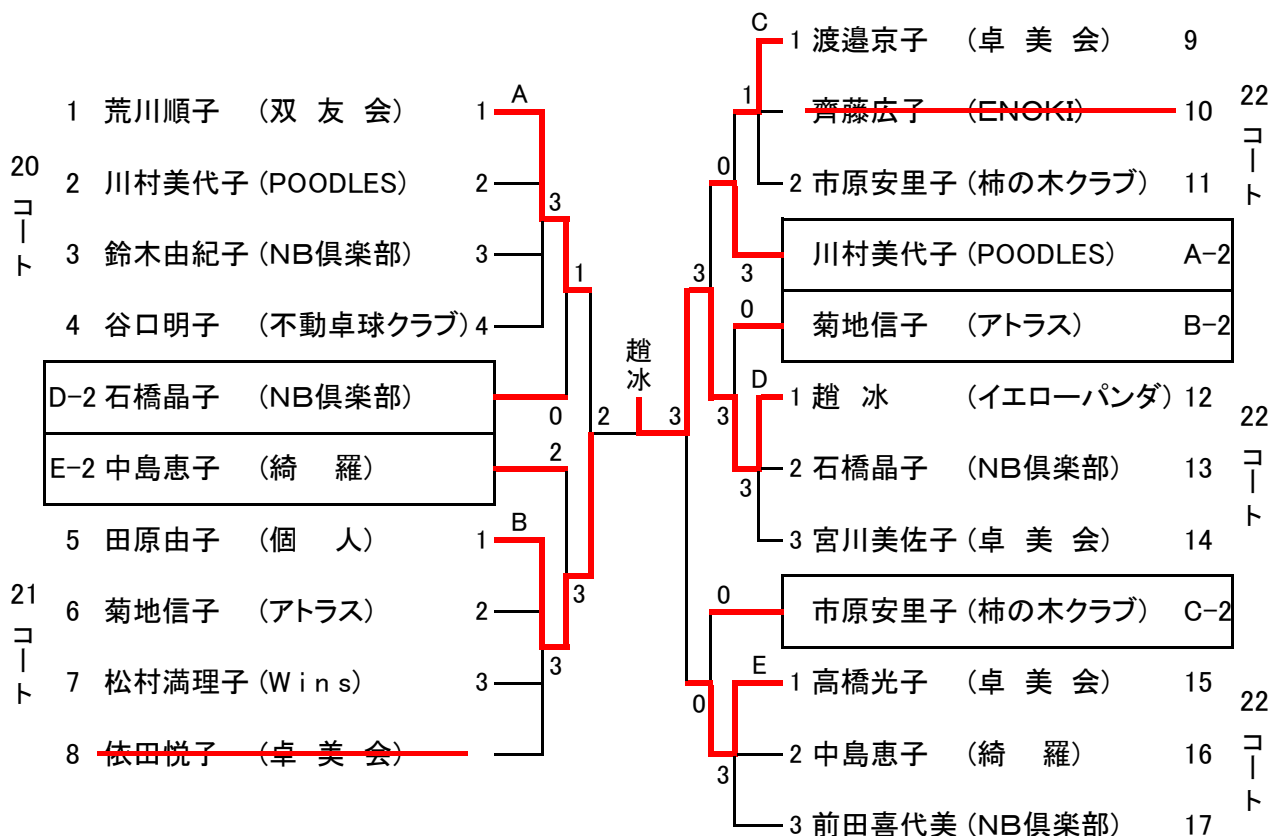 A
1 荒川順子 (双 友 会) 1
2 川村美代子 (POODLES) 2
3 鈴木由紀子 (NB倶楽部) 3
4 谷口明子 (不動卓球クラブ) 4
20コート
3
1
D-2 石橋晶子 (NB倶楽部)
0
E-2 中島恵子 (綺 羅)
2
2
B
5 田原由子 (個 人) 1
6 菊地信子 (アトラス) 2
7 松村満理子 (Wins) 3
8 依田悦子 (卓 美 会)
21コート
3
3
趙冰
3
C
1 渡邉京子 (卓 美 会) 9
齊藤広子 (ENOKI) 10
2 市原安里子 (柿の木クラブ) 11
22コート
1
0
川村美代子 (POODLES) A-2
3
3
菊地信子 (アトラス) B-2
0
D
1 趙 冰 (イエローパンダ) 12
2 石橋晶子 (NB倶楽部) 13
3 宮川美佐子 (卓 美 会) 14
22コート
3
3
市原安里子 (柿の木クラブ) C-2
0
E
1 高橋光子 (卓 美 会) 15
2 中島恵子 (綺 羅) 16
3 前田喜代美 (NB倶楽部) 17
22コート
0
3